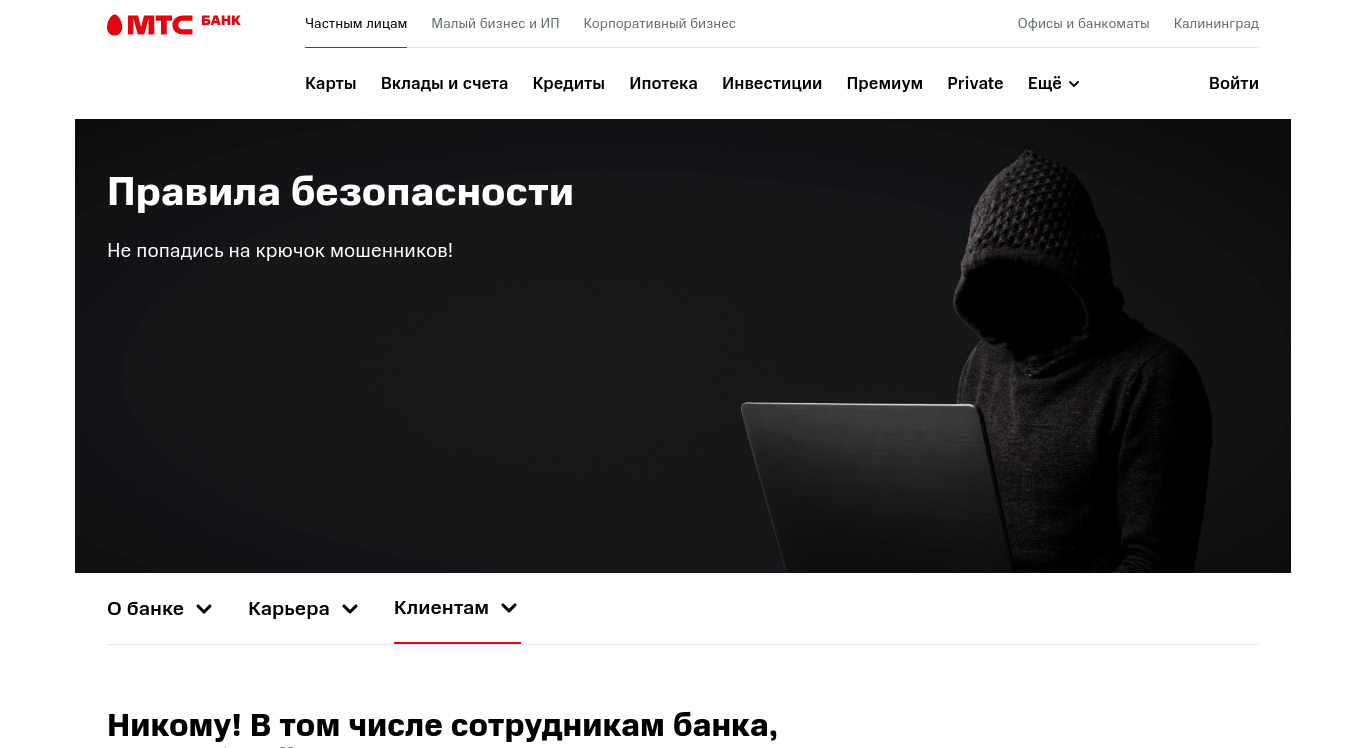 МТС БАНК
Частным лицам
Малый бизнес и ИП
Корпоративный бизнес
Офисы и банкоматы
Калининград
Карты
Вклады и счета
Кредиты
Ипотека
Инвестиции
Премиум
Private
Ещё
Войти
Правила безопасности
Не попадись на крючок мошенников!
О банке
Карьера
Клиентам
Никому! В том числе сотрудникам банка,